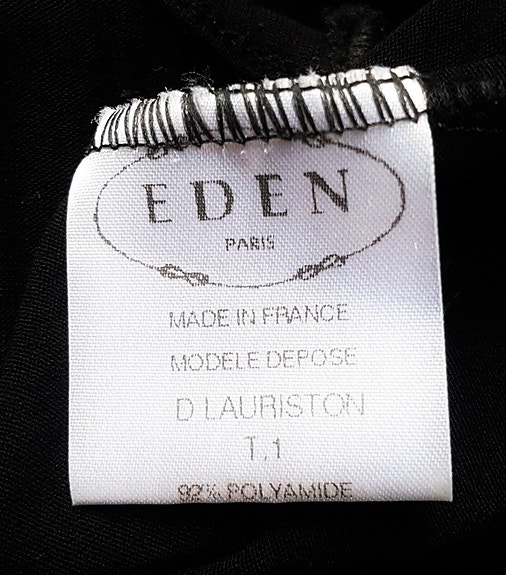 EDEN
PARIS
MADE IN FRANCE
MODELE DEPOSE
D LAURISTON
T.1
92% POLYAMIDE